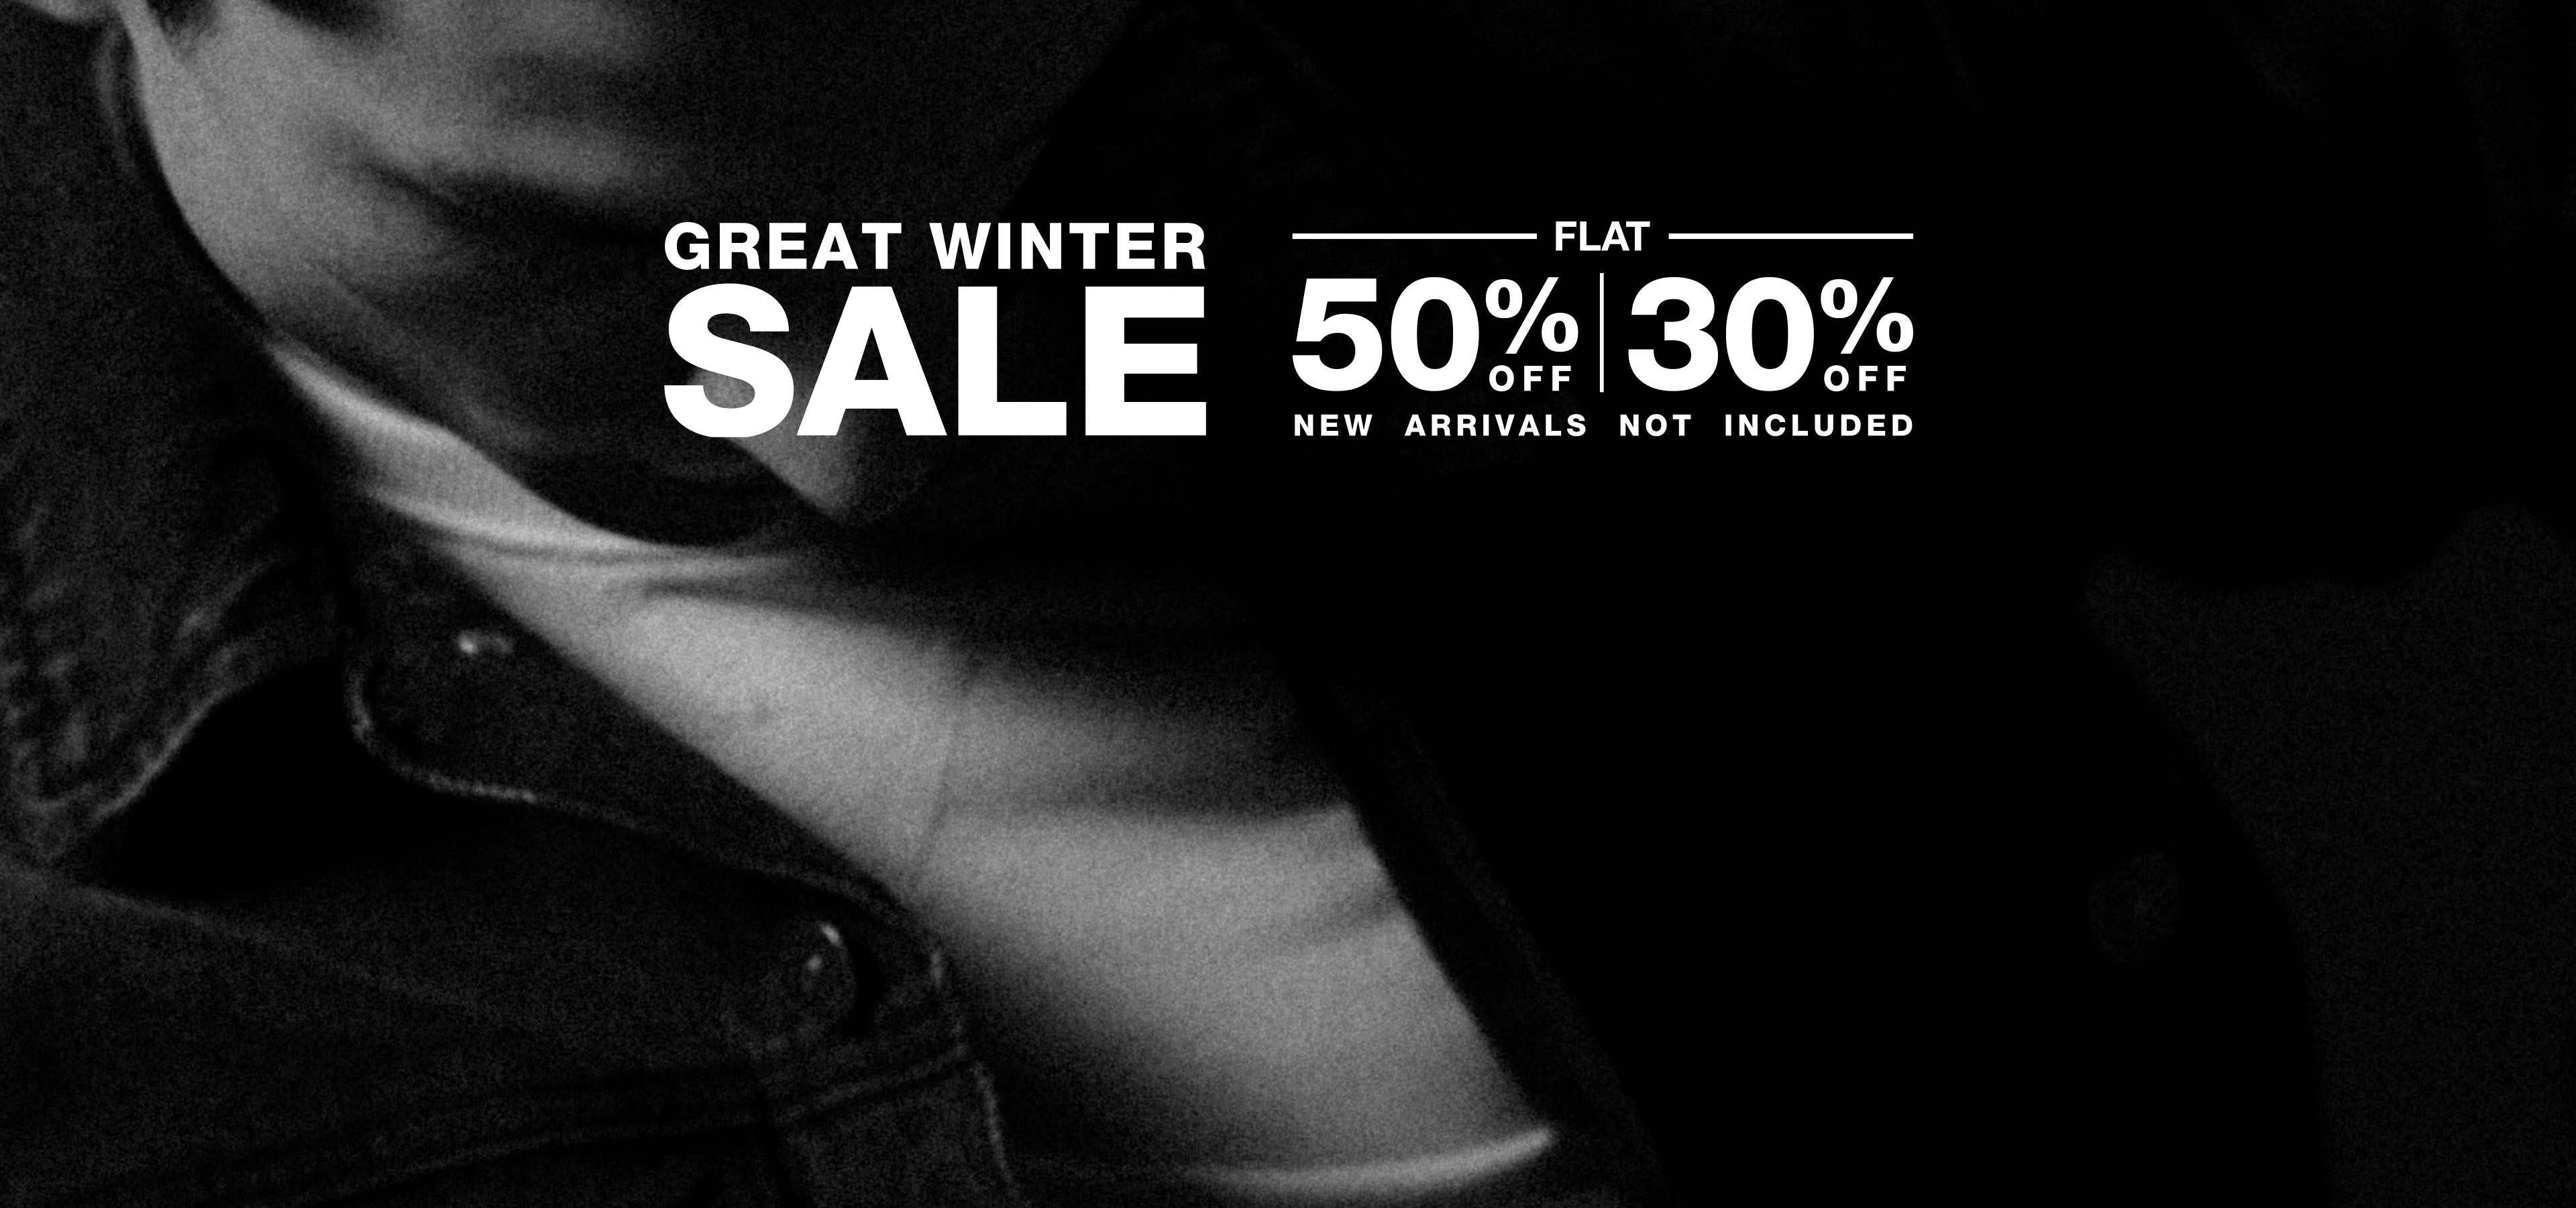 GREAT WINTER
SALE
FLAT
50% OFF | 30% OFF
NEW ARRIVALS NOT INCLUDED